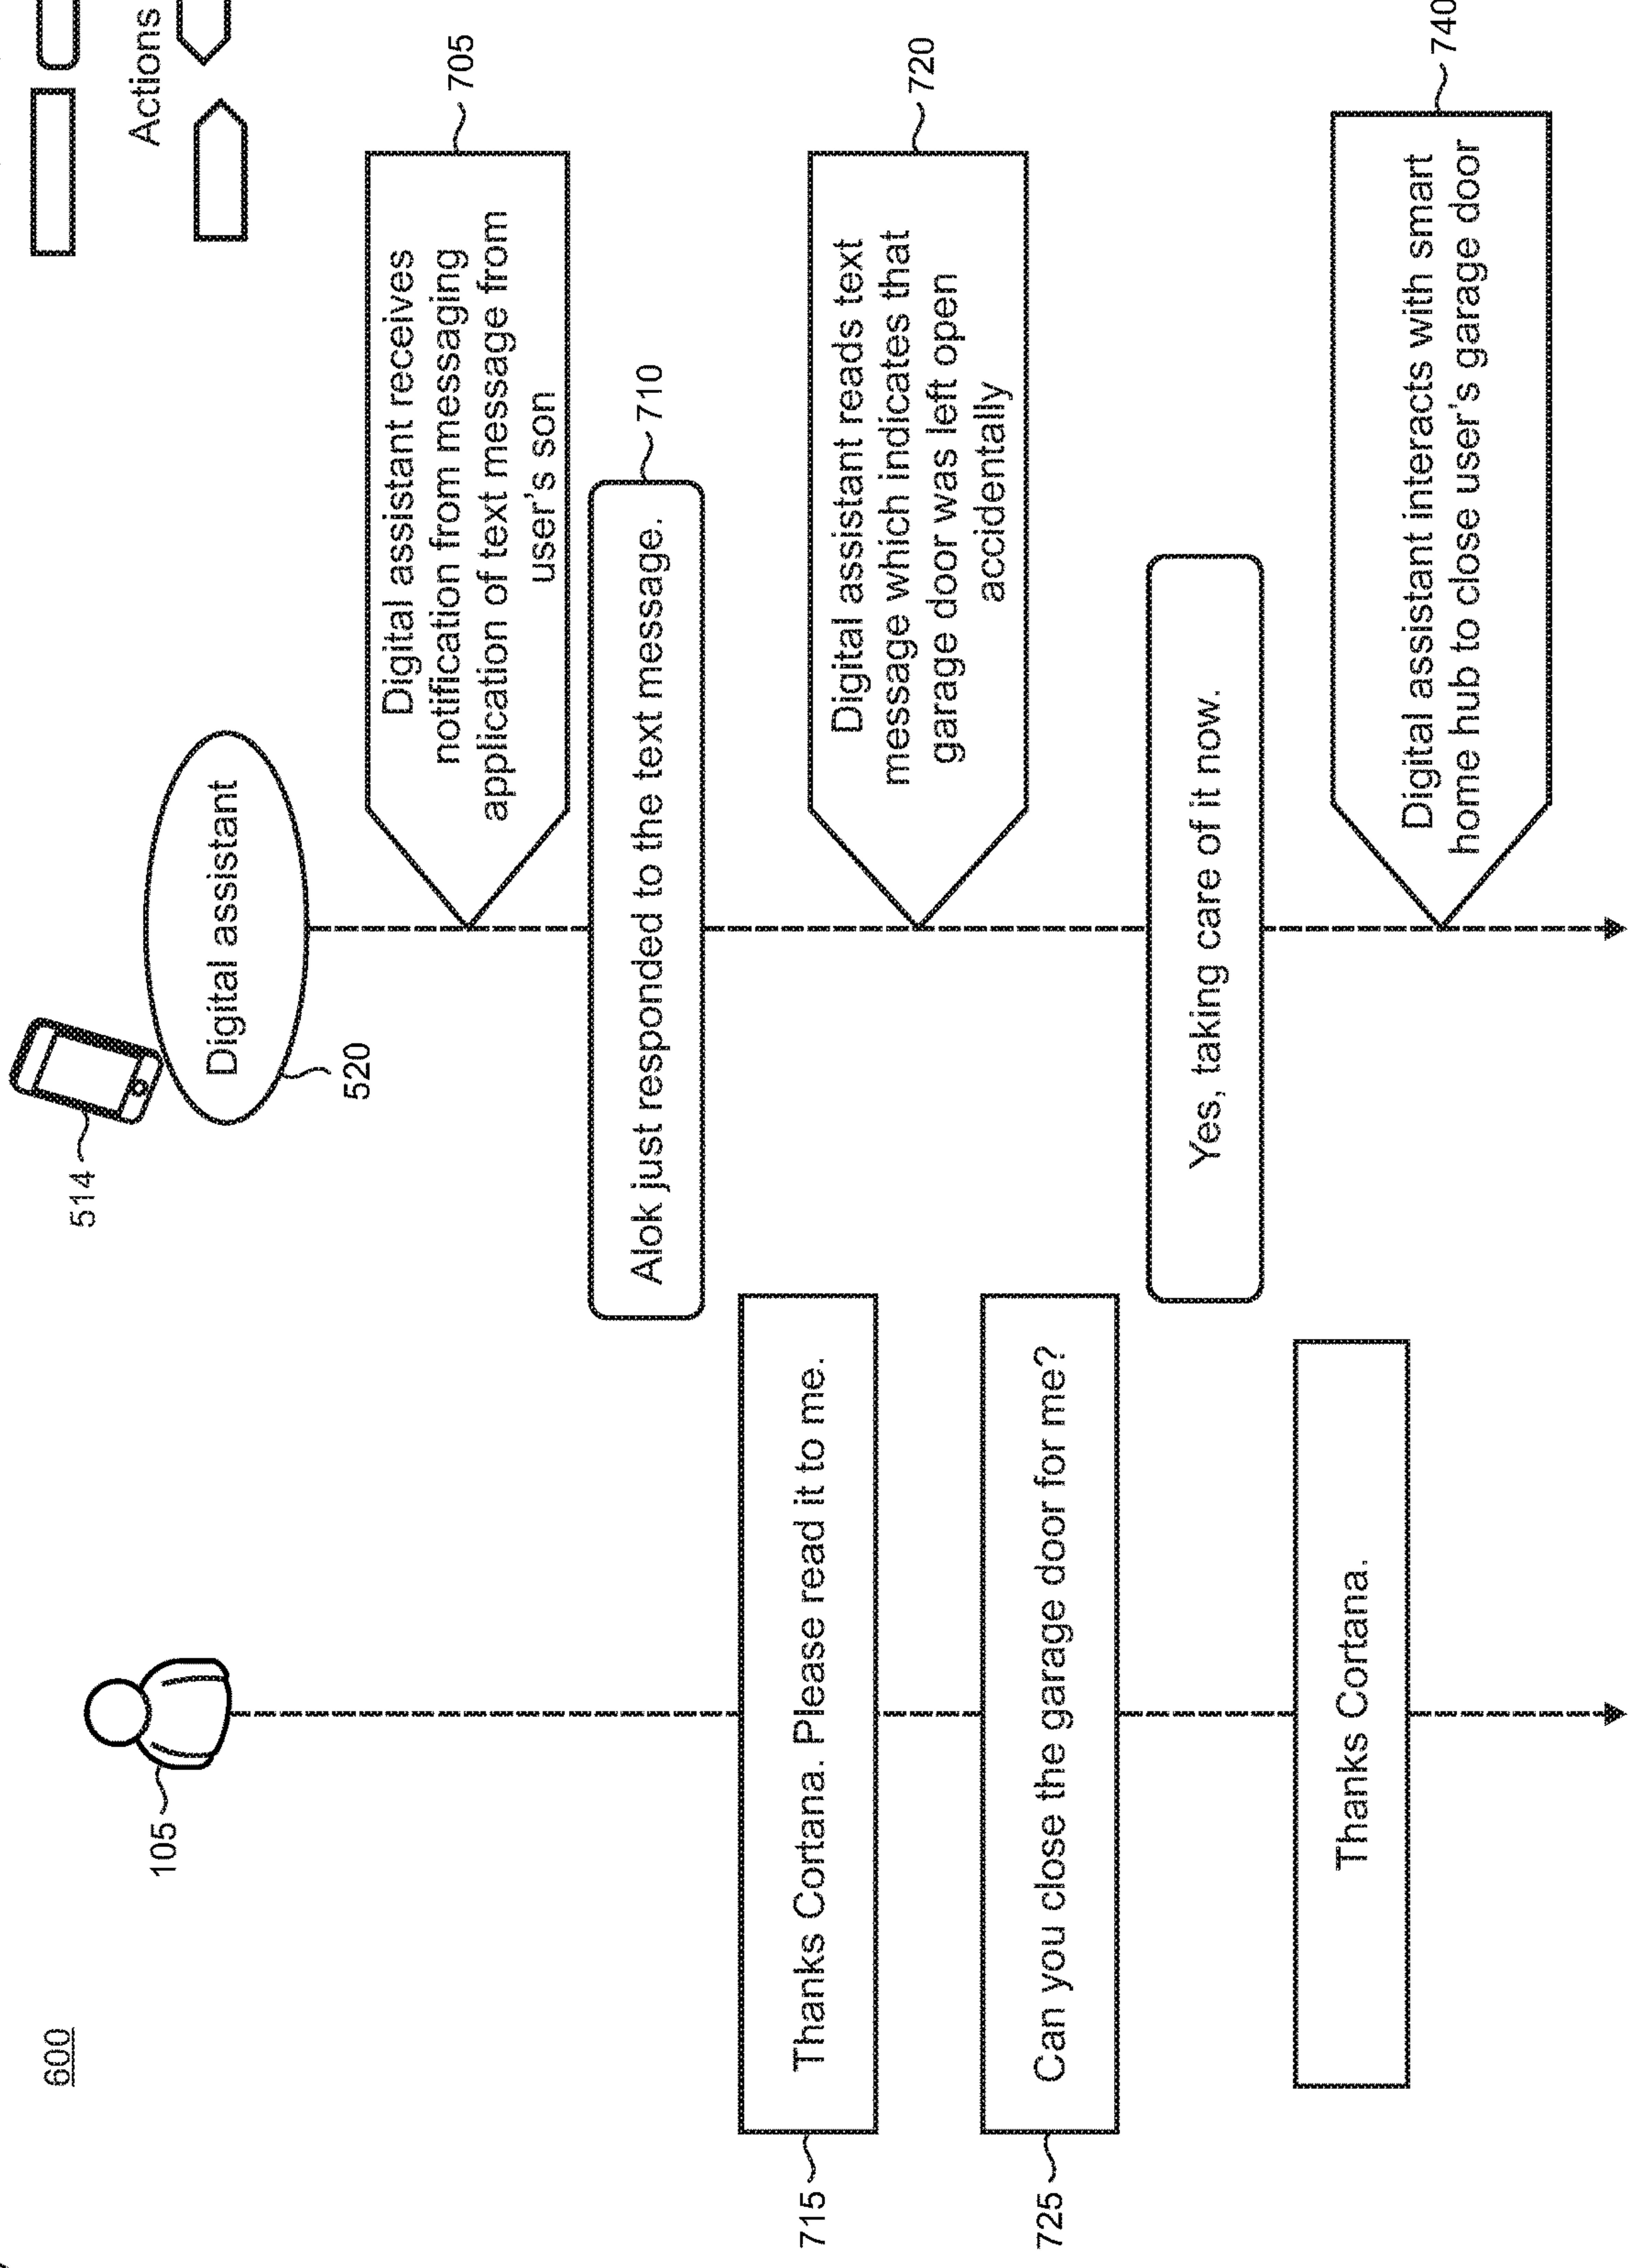 600
Actions
105
514
Digital assistant
520
Digital assistant receives
notification from messaging
application of text message from
user's son
705
Alok just responded to the text message.
710
Thanks Cortana. Please read it to me.
715
Digital assistant reads text
message which indicates that
garage door was left open
accidentally
720
Can you close the garage door for me?
725
Yes, taking care of it now.
Thanks Cortana.
Digital assistant interacts with smart
home hub to close user's garage door
740